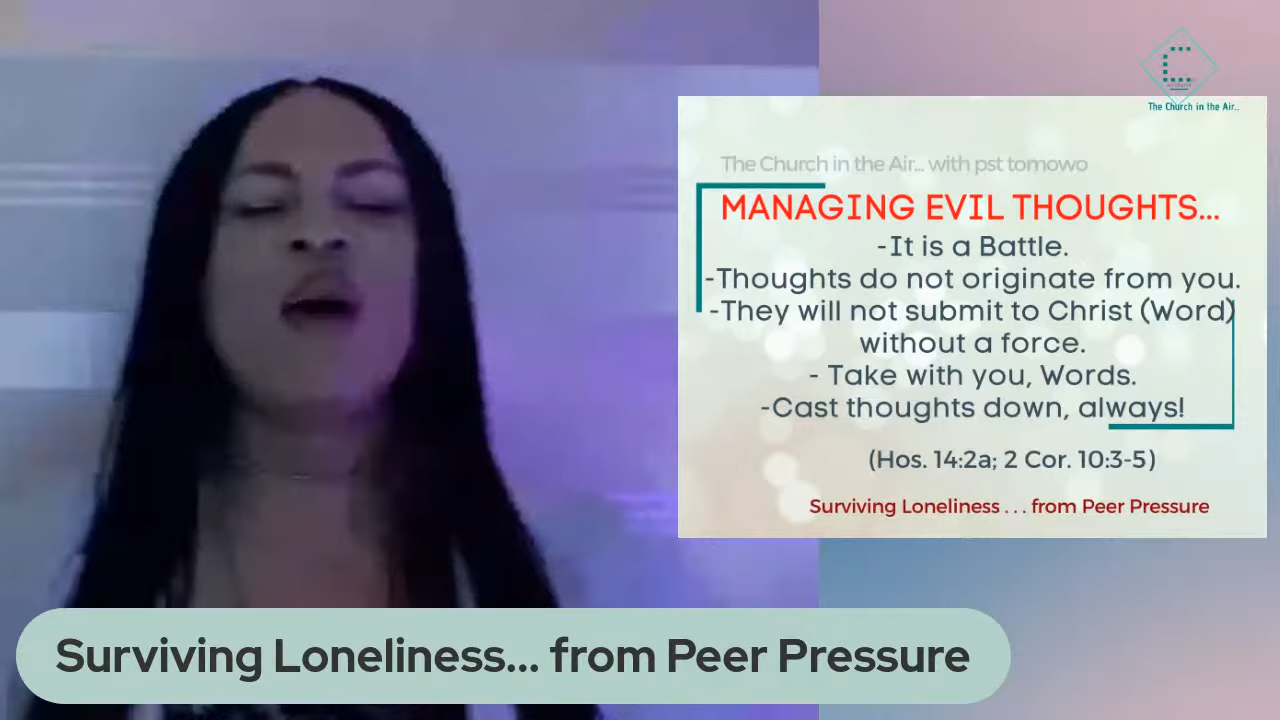 The Church in the Air...
The Church in the Air... with pst tomowo
MANAGING EVIL THOUGHTS...
-It is a Battle.
-Thoughts do not originate from you.
-They will not submit to Christ (Word)
without a force.
- Take with you, Words.
-Cast thoughts down, always!
(Hos. 14:2a; 2 Cor. 10:3-5)
Surviving Loneliness . . . from Peer Pressure
Surviving Loneliness... from Peer Pressure